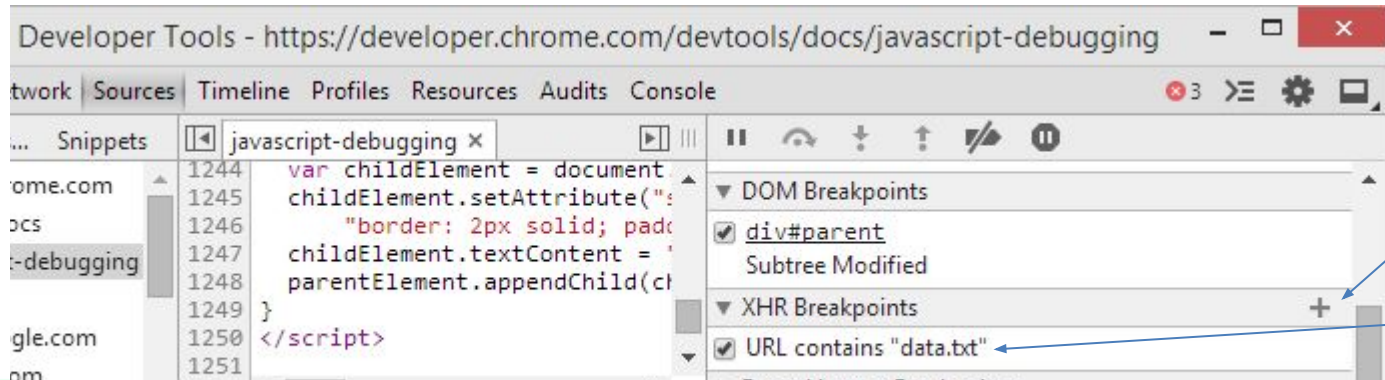 Developer Tools - https://developer.chrome.com/devtools/docs/javascript-debugging
Sources Timeline Profiles Resources Audits Console 3
... Snippets javascript-debugging ×
1244 var childElement = document.
1245 childElement.setAttribute("s
1246 "border: 2px solid; padd
1247 childElement.textContent = "
1248 parentElement.appendChild(ch
1249 }
1250 </script>
1251
ome.com
ocs
-debugging
gle.com
om
DOM Breakpoints
div#parent
Subtree Modified
XHR Breakpoints +
URL contains "data.txt"